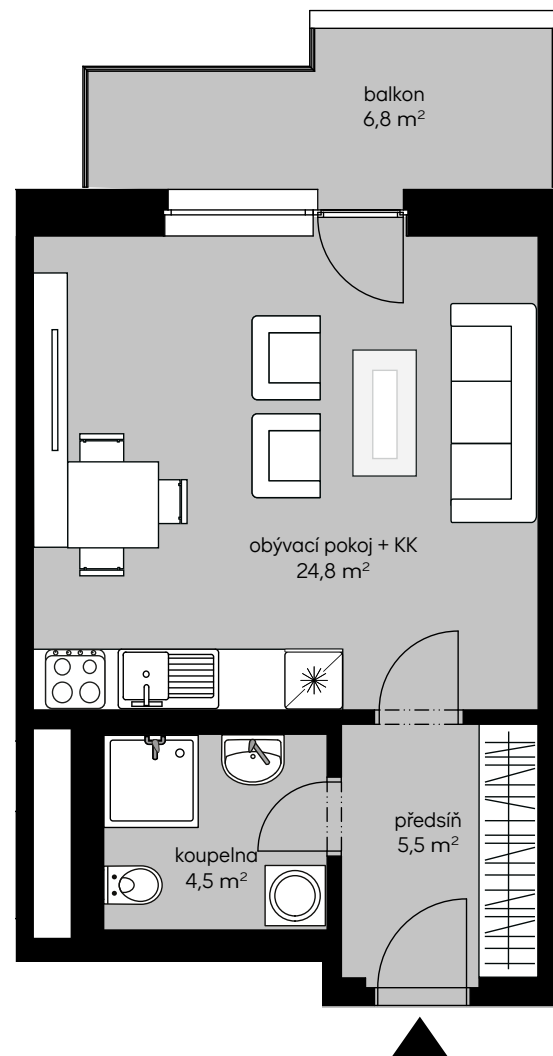 balkon
6,8 m²
obývací pokoj + KK
24,8 m²
předsíň
5,5 m²
koupelna
4,5 m²